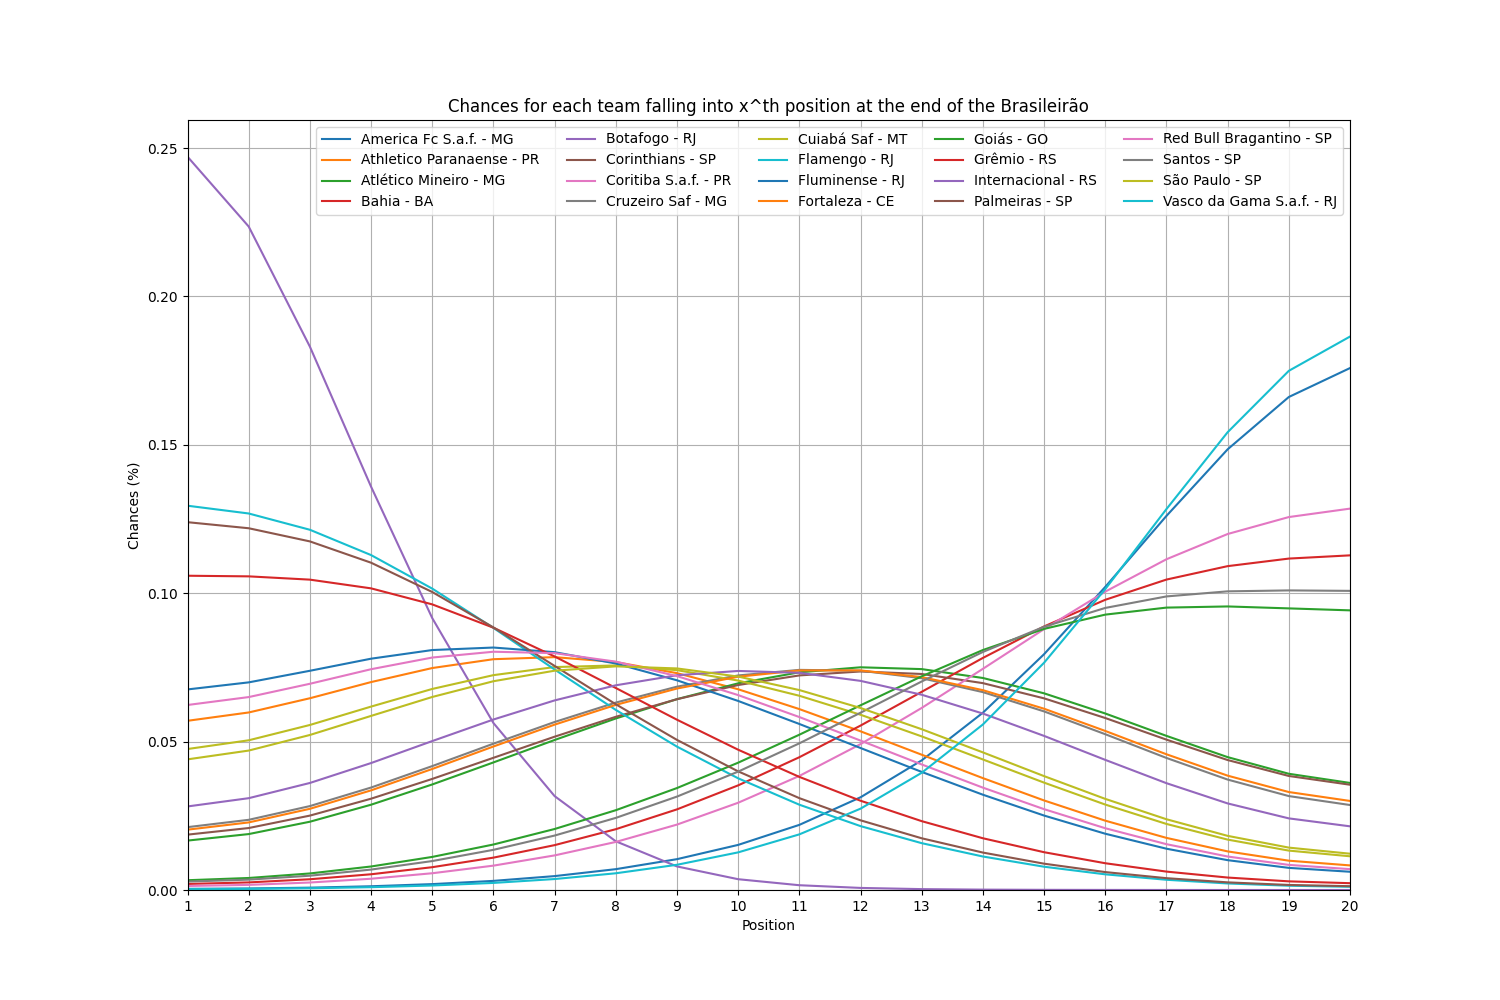 Chances for each team falling into x^th position at the end of the Brasileirão
America Fc S.a.f. - MG
Athletico Paranaense - PR
Atlético Mineiro - MG
Bahia - BA
Botafogo - RJ
Corinthians - SP
Coritiba S.a.f. - PR
Cruzeiro Saf - MG
Cuiabá Saf - MT
Flamengo - RJ
Fluminense - RJ
Fortaleza - CE
Goiás - GO
Grêmio - RS
Internacional - RS
Palmeiras - SP
Red Bull Bragantino - SP
Santos - SP
São Paulo - SP
Vasco da Gama S.a.f. - RJ
Chances (%)
0.25
0.20
0.15
0.10
0.05
0.00
1 2 3 4 5 6 7 8 9 10 11 12 13 14 15 16 17 18 19 20
Position